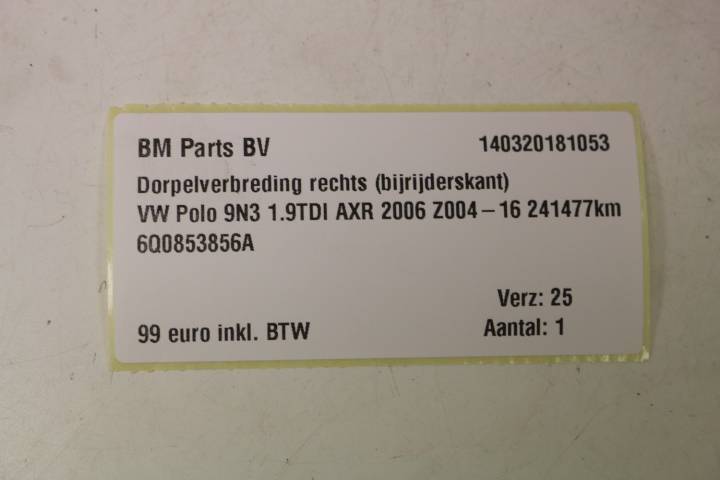 BM Parts BV 140320181053
Dorpelverbreding rechts (bijrijderskant)
VW Polo 9N3 1.9TDI AXR 2006 Z004 – 16 241477km
6Q0853856A
Verz: 25
99 euro inkl. BTW Aantal: 1